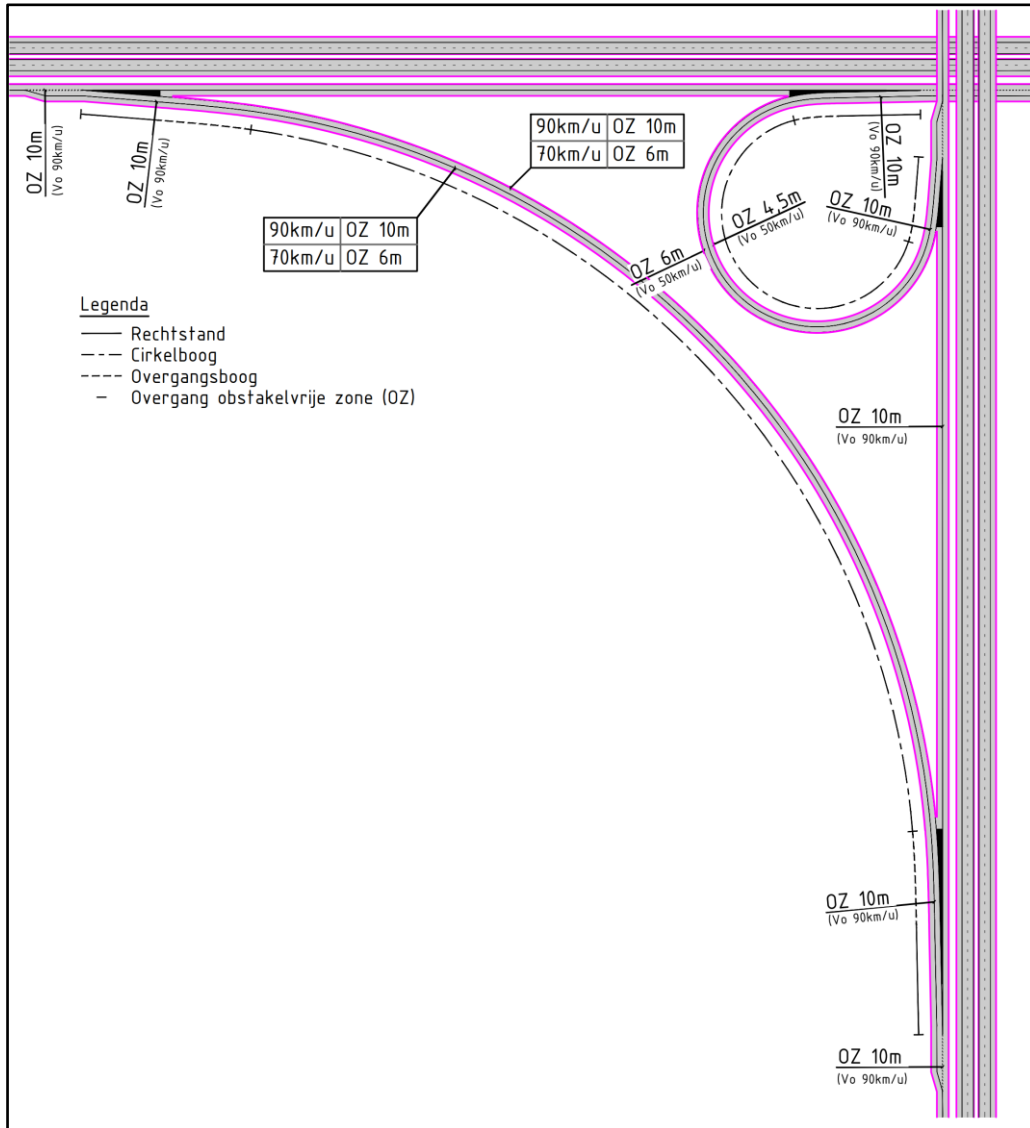 OZ 10m
(Vo 90km/u)
OZ 10m
(Vo 90km/u)
90km/u OZ 10m
70km/u OZ 6m
90km/u OZ 10m
70km/u OZ 6m
OZ 10m
(Vo 90km/u)
OZ 4,5m
(Vo 50km/u)
OZ 10m
(Vo 90km/u)
OZ 6m
(Vo 50km/u)
Legenda
Rechtstand
Cirkelboog
Overgangsboog
Overgang obstakelvrije zone (OZ)
OZ 10m
(Vo 90km/u)
OZ 10m
(Vo 90km/u)
OZ 10m
(Vo 90km/u)